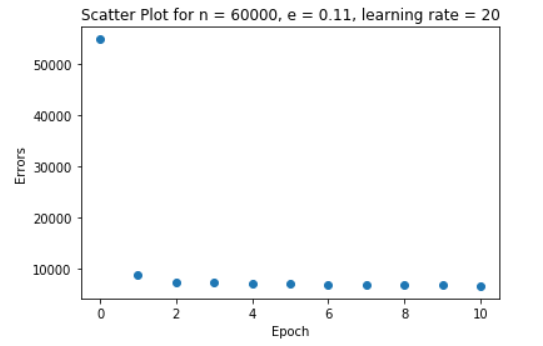 Scatter Plot for n = 60000, e = 0.11, learning rate = 20
50000
40000
30000
20000
10000
Errors
0 2 4 6 8 10
Epoch